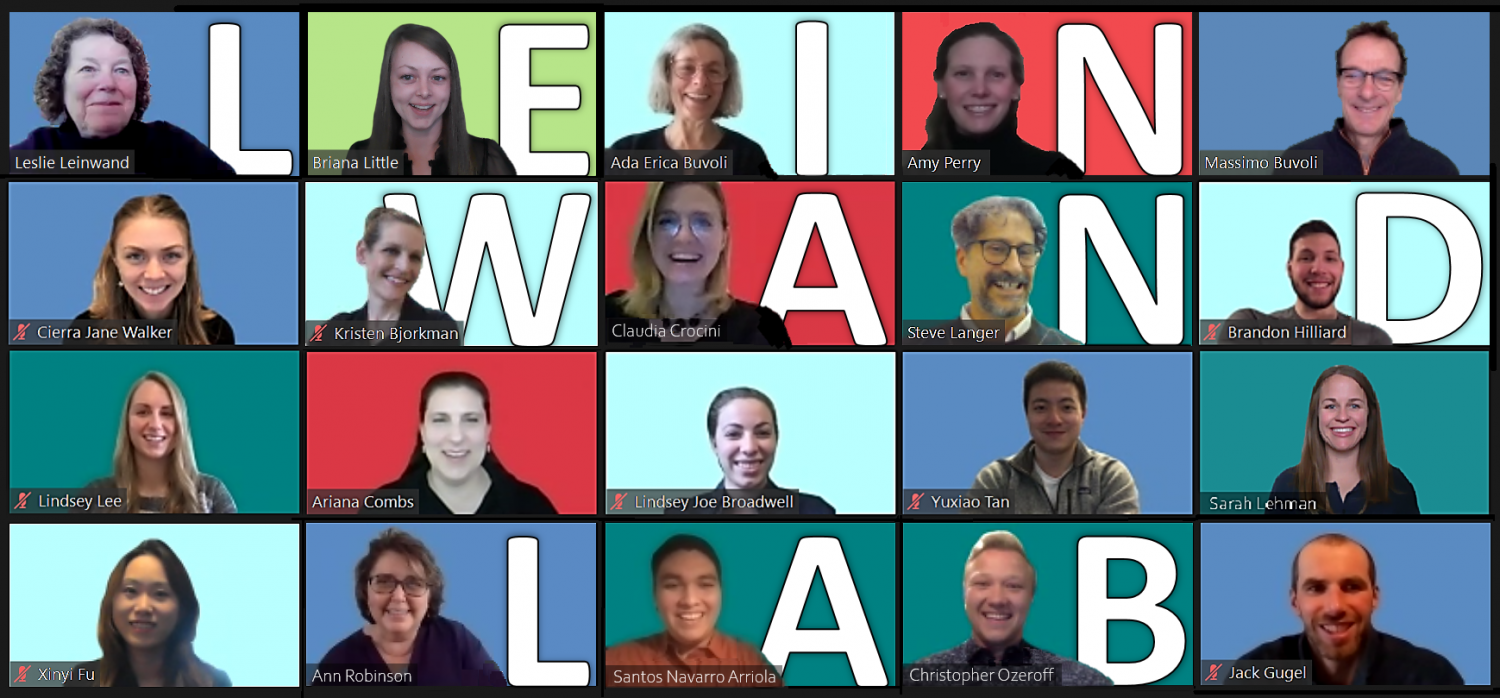 L
Leslie Leinwand
E
Briana Little
I
Ada Erica Buvoli
N
Amy Perry
Massimo Buvoli
Cierra Jane Walker
W
Kristen Bjorkman
A
Claudia Crocini
N
Steve Langer
D
Brandon Hilliard
Lindsey Lee
Ariana Combs
Lindsey Joe Broadwell
Yuxiao Tan
Sarah Lehman
Xinyi Fu
L
Ann Robinson
A
Santos Navarro Arriola
B
Christopher Ozeroff
Jack Gugel